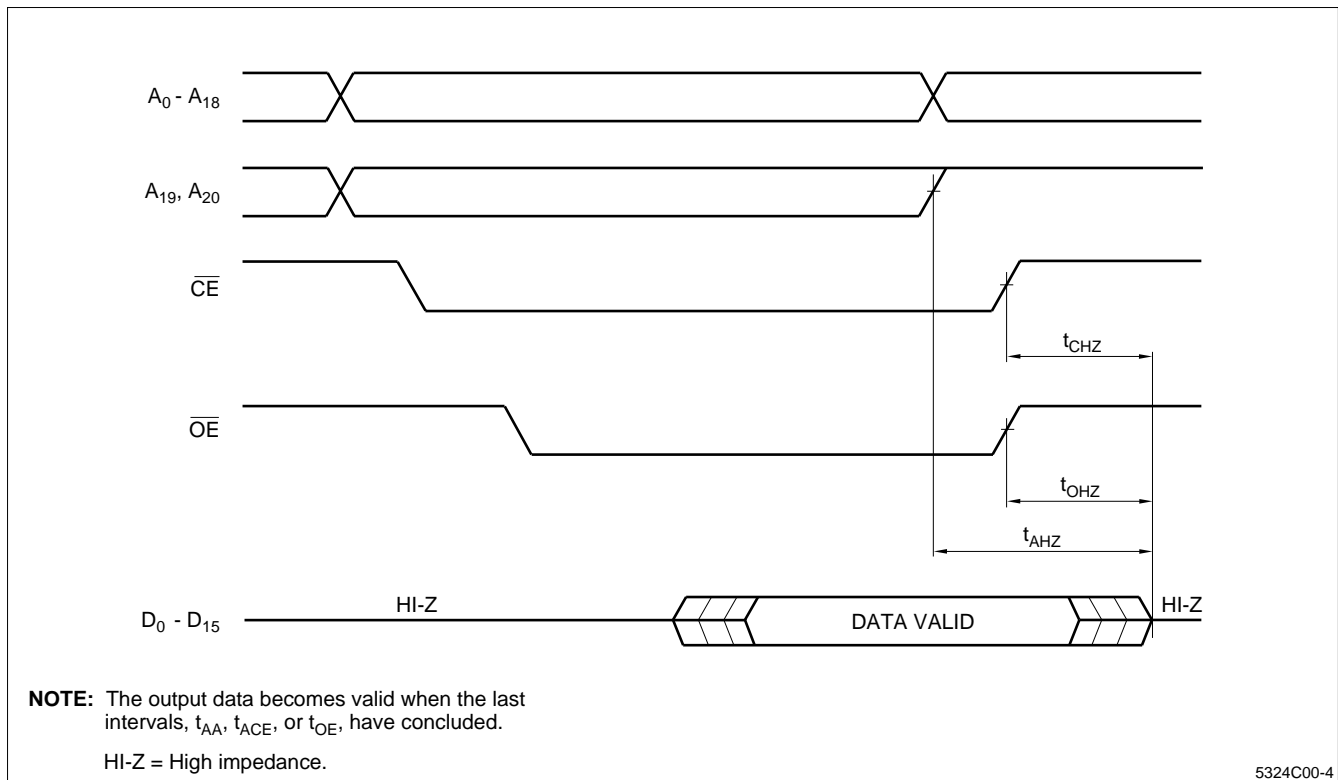 A0 - A18
A19, A20
CE
tCHZ
OE
tOHZ
tAHZ
HI-Z
DATA VALID
HI-Z
D0 - D15
NOTE: The output data becomes valid when the last
intervals, tAA, tACE, or tOE, have concluded.
HI-Z = High impedance.
5324C00-4